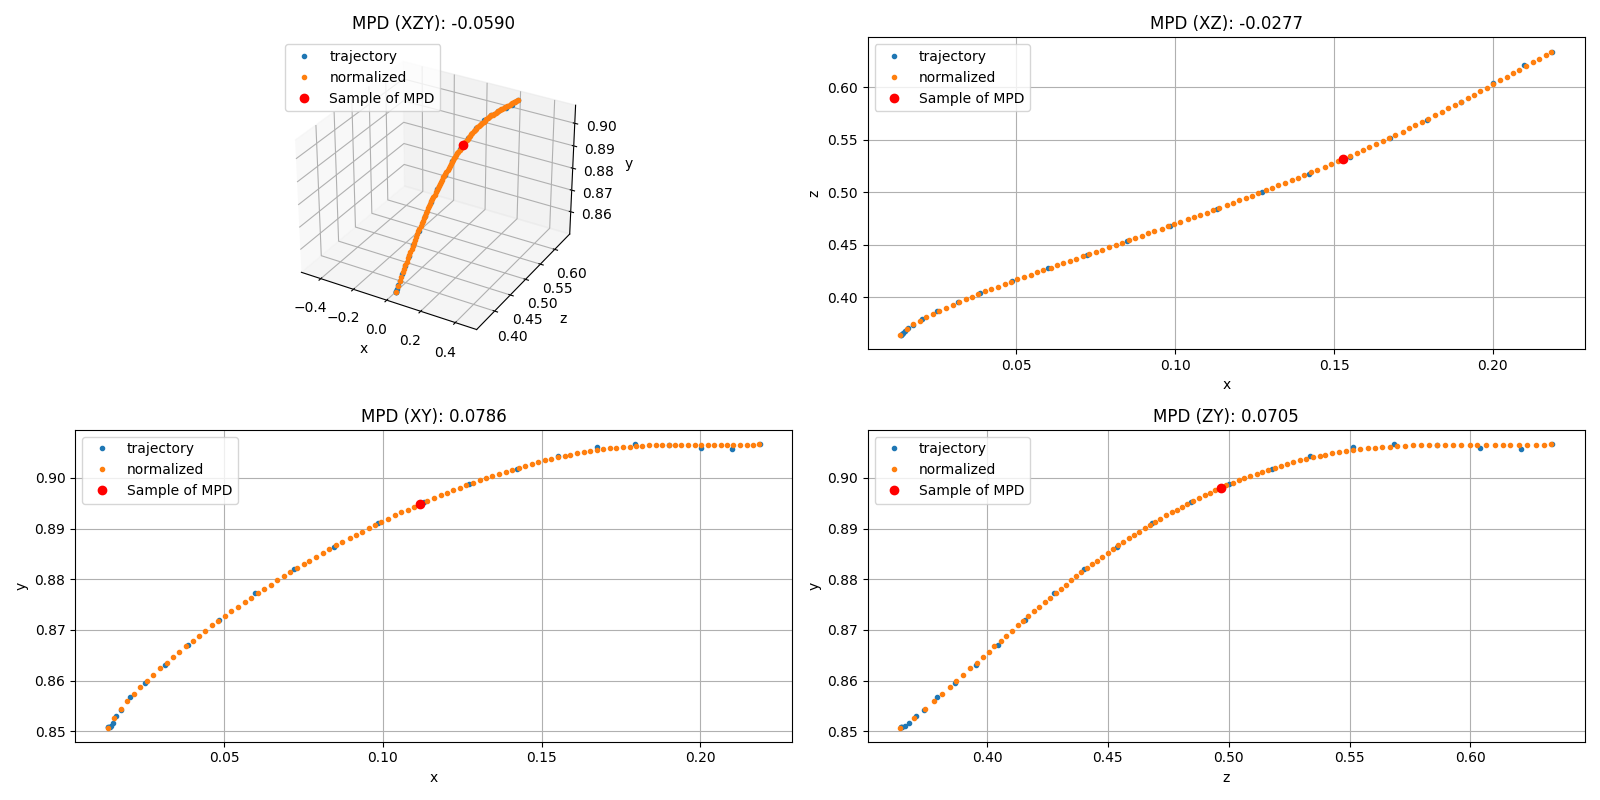 MPD (XZY): -0.0590
trajectory
normalized
Sample of MPD
0.90
0.89
0.88
0.87
0.86
y
−0.4
−0.2
0.0
0.2
0.4
x
0.40
0.45
0.50
0.55
0.60
z
MPD (XZ): -0.0277
trajectory
normalized
Sample of MPD
0.60
0.55
0.50
0.45
0.40
z
0.05 0.10 0.15 0.20
x
MPD (XY): 0.0786
trajectory
normalized
Sample of MPD
0.90
0.89
0.88
0.87
0.86
0.85
y
0.05 0.10 0.15 0.20
x
MPD (ZY): 0.0705
trajectory
normalized
Sample of MPD
0.90
0.89
0.88
0.87
0.86
0.85
y
0.40 0.45 0.50 0.55 0.60
z